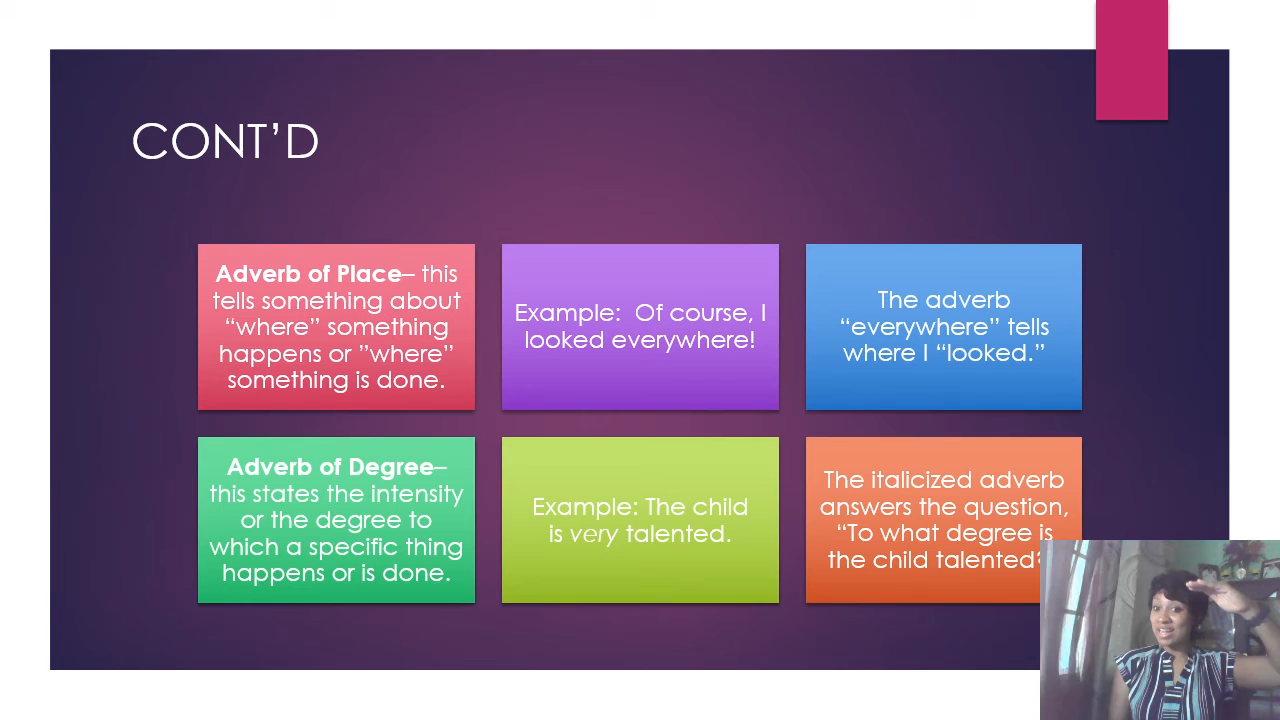 CONT’D
Adverb of Place– this
tells something about
“where” something
happens or ”where”
something is done.
Example:  Of course, I
looked everywhere!
The adverb
“everywhere” tells
where I “looked.”
Adverb of Degree–
this states the intensity
or the degree to
which a specific thing
happens or is done.
Example: The child
is very talented.
The italicized adverb
answers the question,
“To what degree is
the child talented?